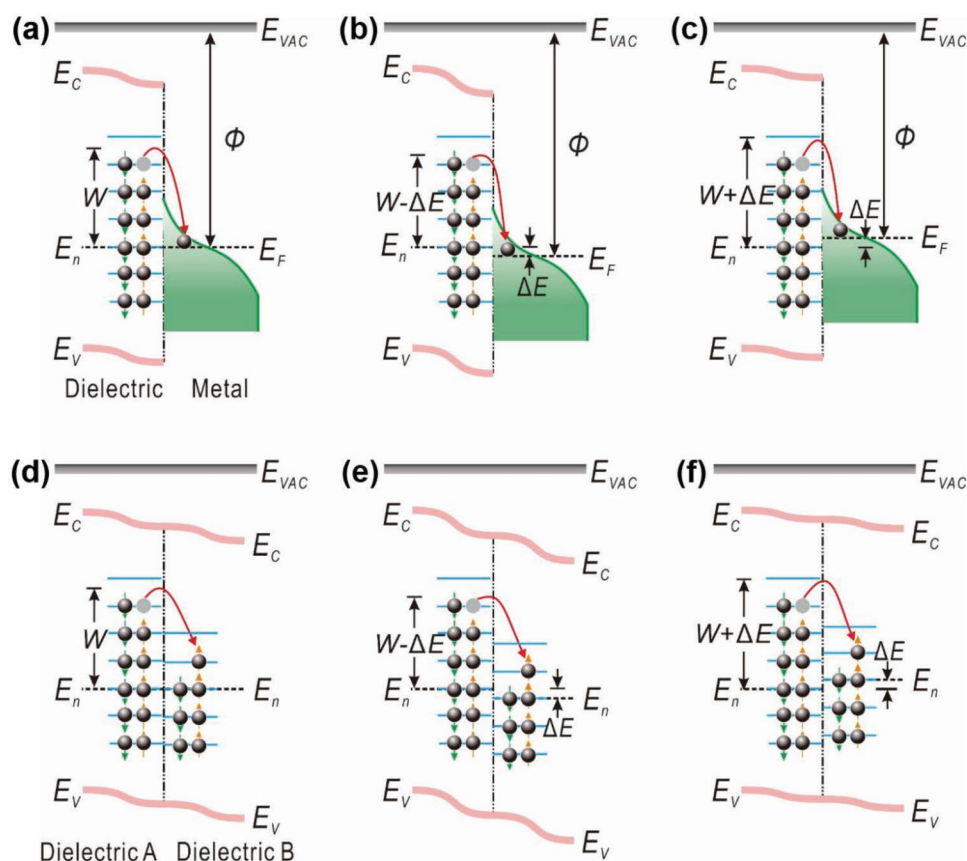 (a)
E_VAC
E_C
Φ
W
E_n
E_F
E_V
Dielectric Metal
(b)
E_VAC
E_C
Φ
W-ΔE
E_n
E_F
ΔE
E_V
(c)
E_VAC
E_C
Φ
W+ΔE
ΔE
E_n
E_F
E_V
(d)
E_VAC
E_C
E_C
W
E_n
E_n
E_V
E_V
Dielectric A Dielectric B
(e)
E_VAC
E_C
E_C
W-ΔE
E_n
E_n
ΔE
E_V
E_V
(f)
E_VAC
E_C
E_C
W+ΔE
ΔE
E_n
E_n
E_V
E_V